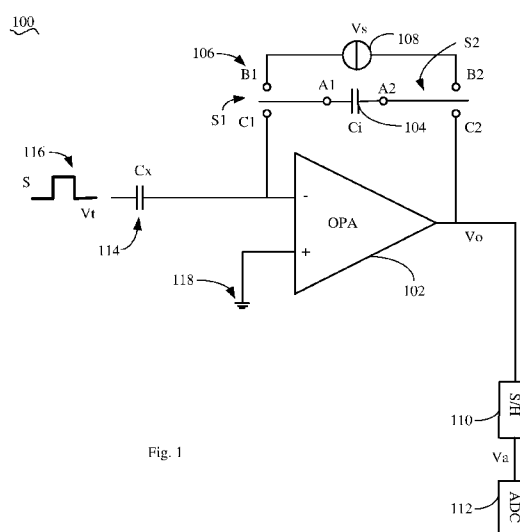 100
Vs
108
S2
106
B1
B2
A1
A2
S1
C1
Ci
104
C2
116
S
Vt
Cx
114
-
OPA
+
Vo
118
102
S/H
110
Fig. 1
Va
112
ADC